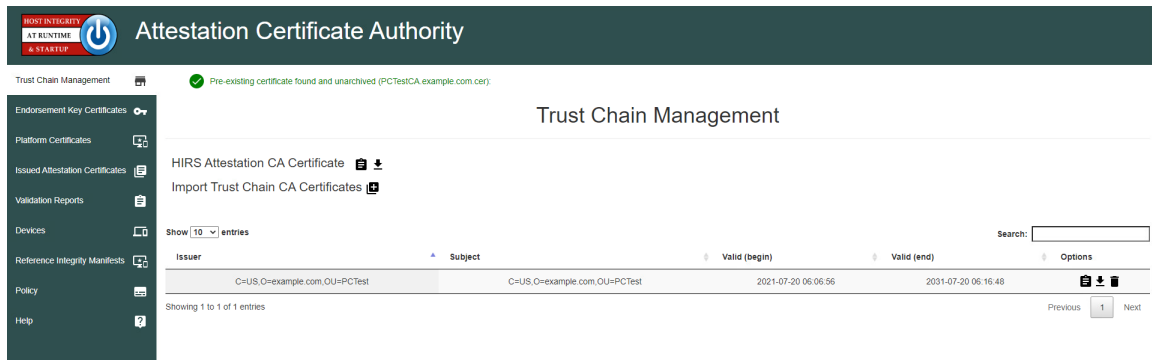 HOST INTEGRITY
AT RUNTIME
& STARTUP
Attestation Certificate Authority
Trust Chain Management
Endorsement Key Certificates
Platform Certificates
Issued Attestation Certificates
Validation Reports
Devices
Reference Integrity Manifests
Policy
Help
Pre-existing certificate found and unarchived (PCTestCA.example.com.cer):
Trust Chain Management
HIRS Attestation CA Certificate
Import Trust Chain CA Certificates
Show 10 entries
Search:
Issuer Subject Valid (begin) Valid (end) Options
C=US,O=example.com,OU=PCTest C=US,O=example.com,OU=PCTest 2021-07-20 06:06:56 2031-07-20 06:16:48
Showing 1 to 1 of 1 entries
Previous 1 Next